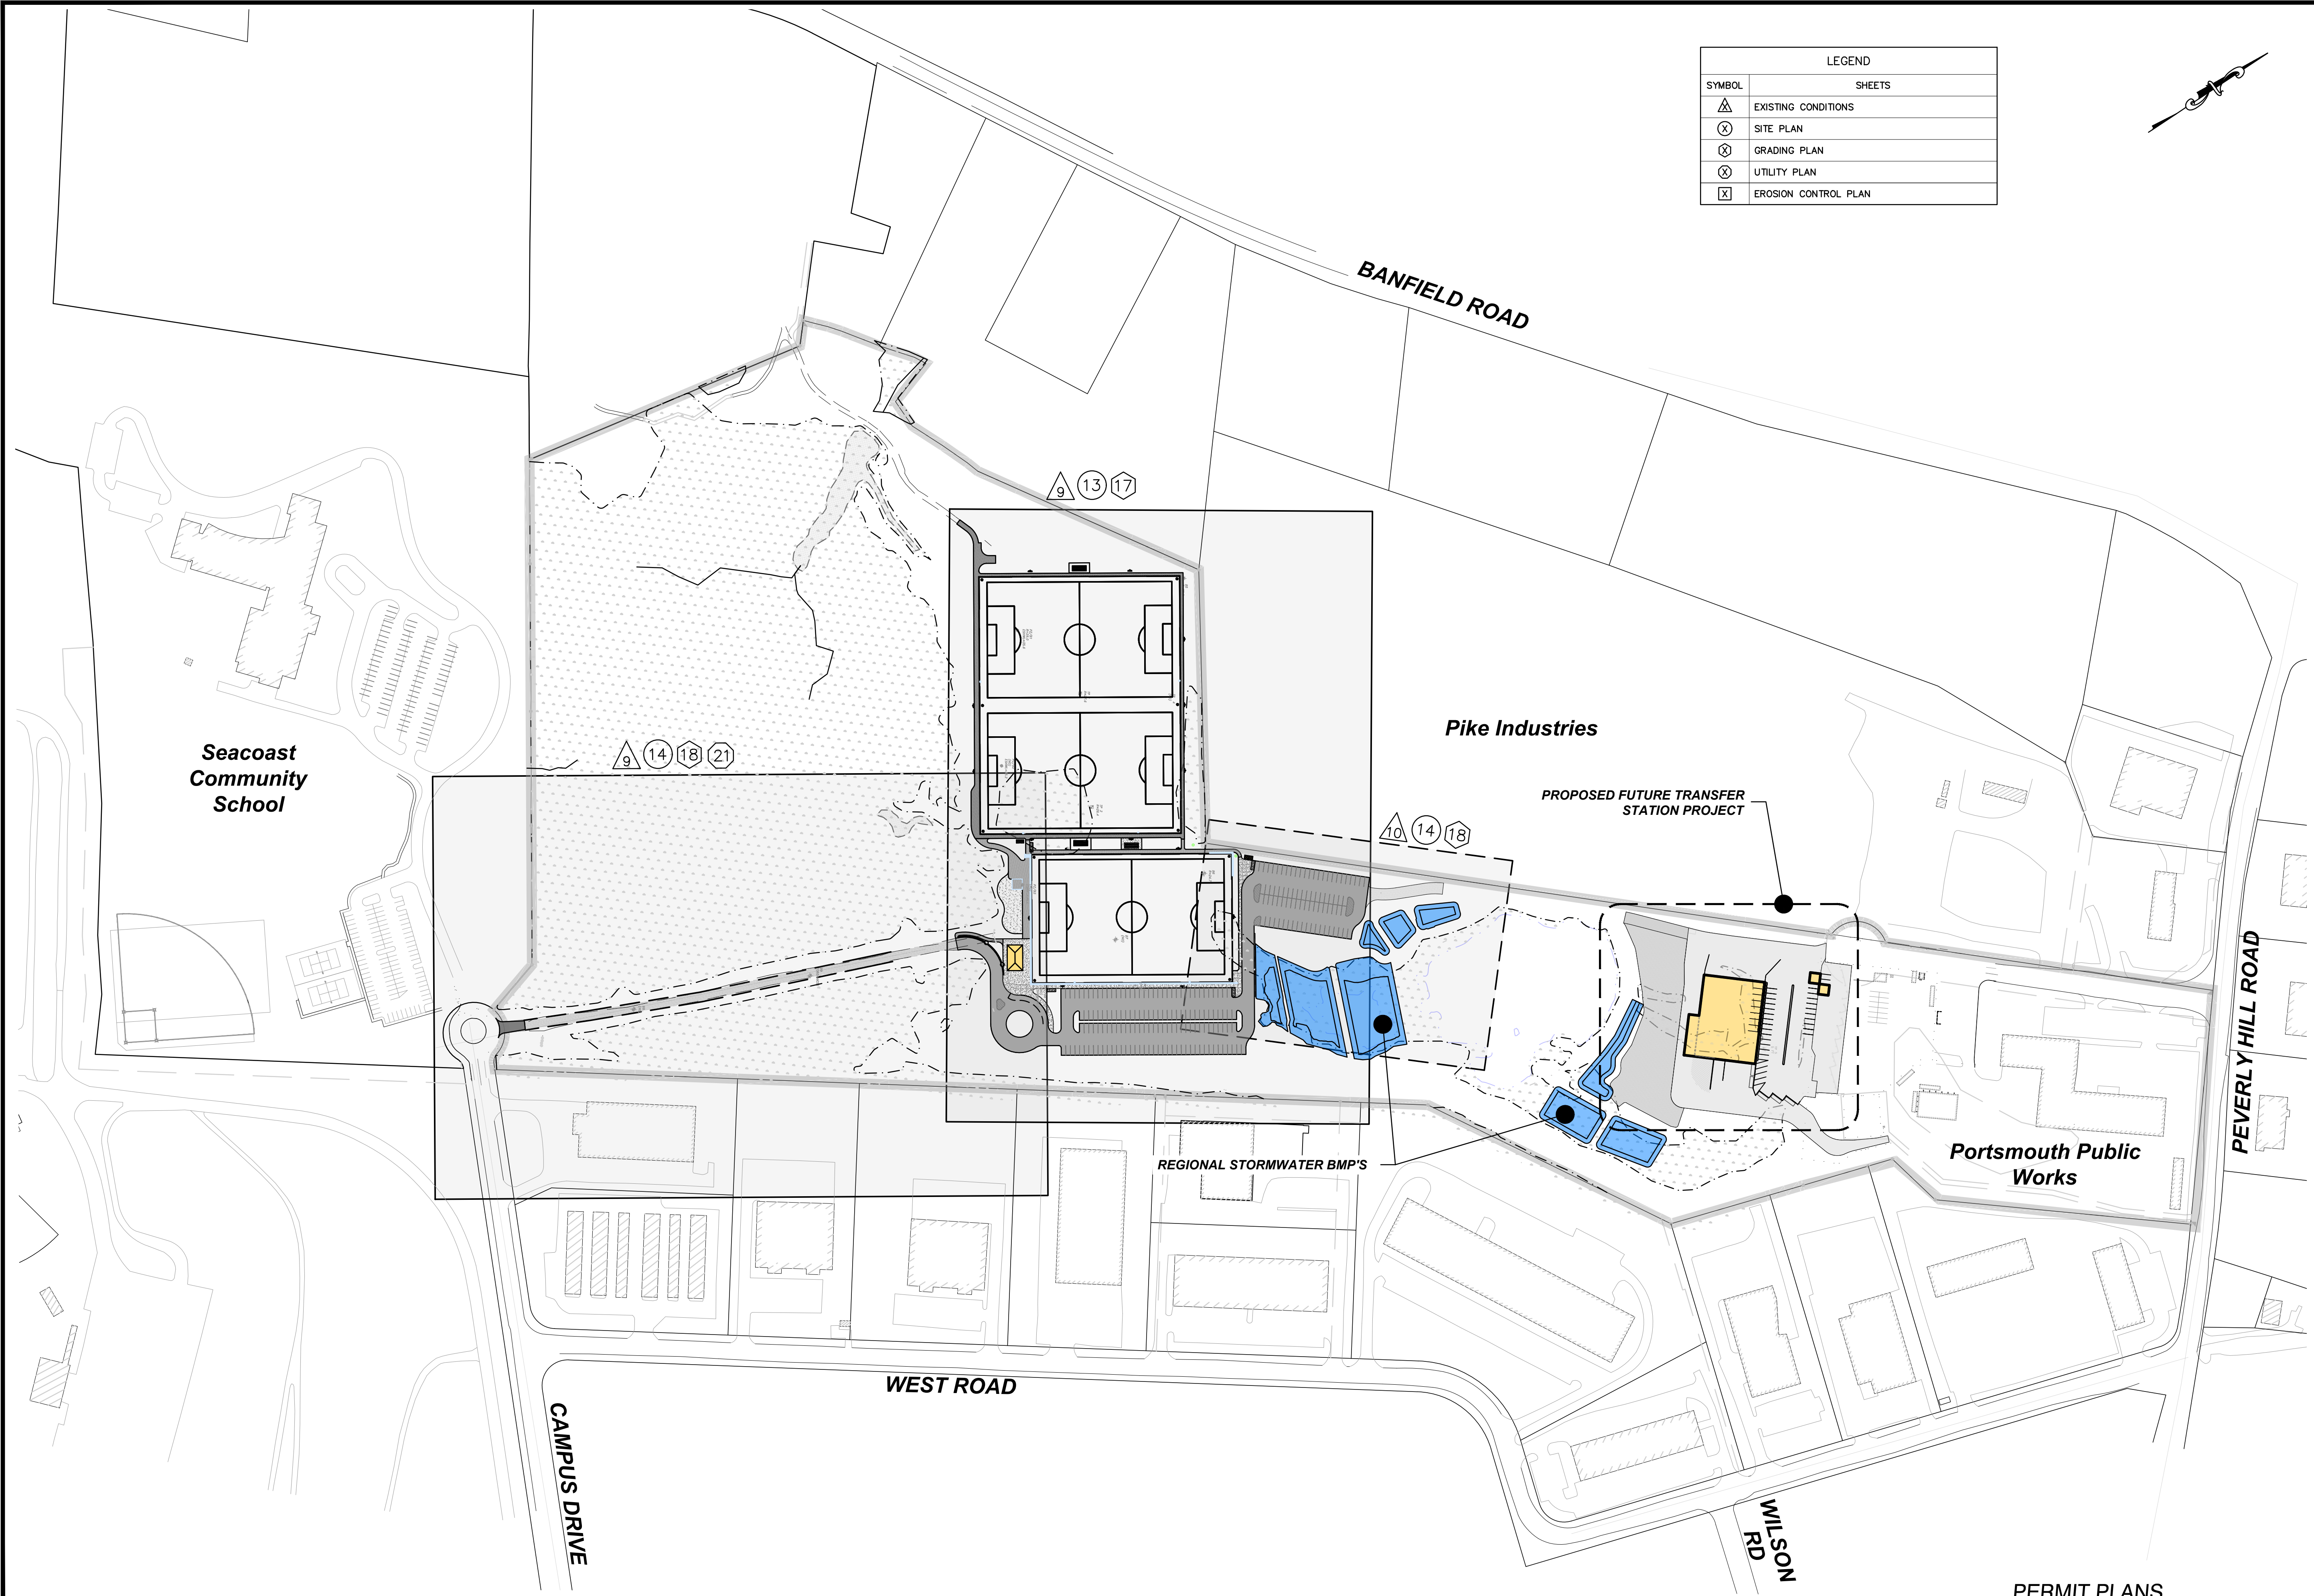 LEGEND
SYMBOL SHEETS
X EXISTING CONDITIONS
X SITE PLAN
X GRADING PLAN
X UTILITY PLAN
X EROSION CONTROL PLAN
BANFIELD ROAD
9 13 17
Pike Industries
Seacoast
Community
School
9 14 18 21
PROPOSED FUTURE TRANSFER
STATION PROJECT
10 14 18
PEVERLY HILL ROAD
Portsmouth Public
Works
REGIONAL STORMWATER BMP'S
WEST ROAD
CAMPUS DRIVE
WILSON
RD
PERMIT PLANS